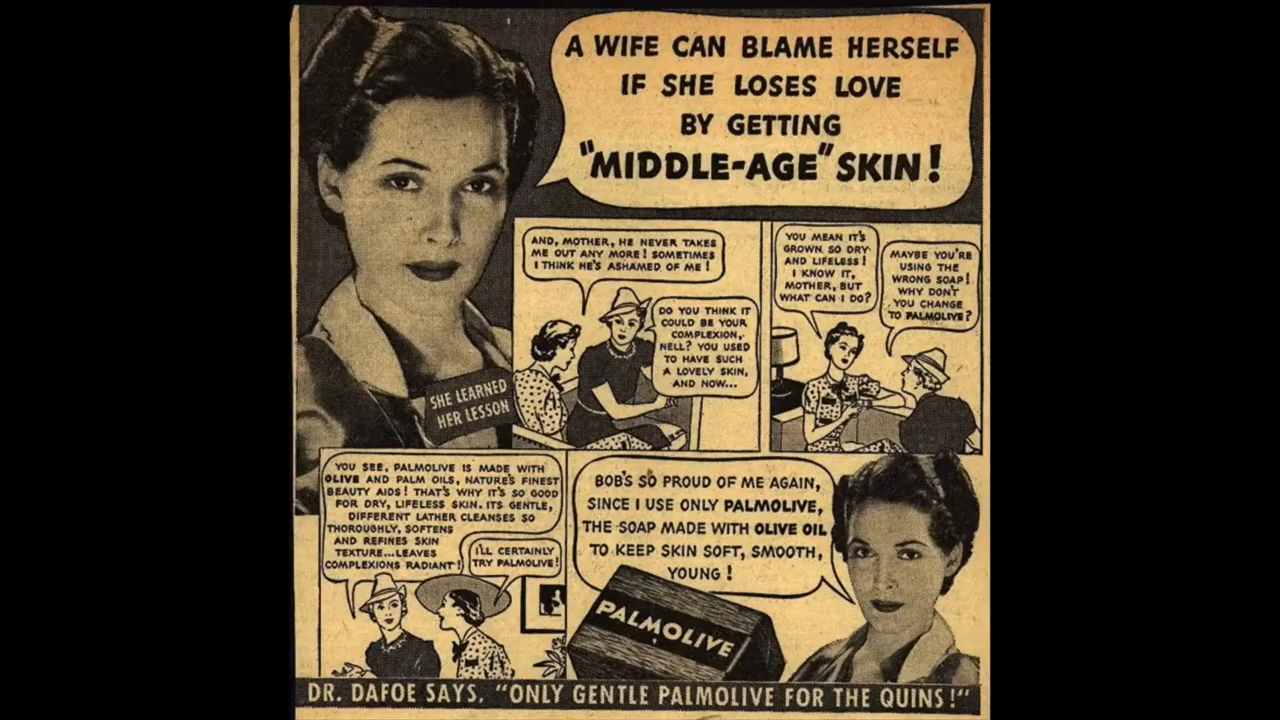 A WIFE CAN BLAME HERSELF
IF SHE LOSES LOVE
BY GETTING
"MIDDLE-AGE" SKIN!
SHE LEARNED
HER LESSON
AND, MOTHER, HE NEVER TAKES
ME OUT ANY MORE! SOMETIMES
I THINK HE'S ASHAMED OF ME!
DO YOU THINK IT
COULD BE YOUR
COMPLEXION,
NELL? YOU USED
TO HAVE SUCH
A LOVELY SKIN,
AND NOW...
YOU MEAN IT'S
GROWN SO DRY
AND LIFELESS!
I KNOW IT,
MOTHER, BUT
WHAT CAN I DO?
MAYBE YOU'RE
USING THE
WRONG SOAP!
WHY DON'T
YOU CHANGE
TO PALMOLIVE?
YOU SEE, PALMOLIVE IS MADE WITH
OLIVE AND PALM OILS, NATURE'S FINEST
BEAUTY AIDS! THAT'S WHY IT'S SO GOOD
FOR DRY, LIFELESS SKIN. ITS GENTLE,
DIFFERENT LATHER CLEANSES SO
THOROUGHLY, SOFTENS
AND REFINES SKIN
TEXTURE...LEAVES
COMPLEXIONS RADIANT!
I'LL CERTAINLY
TRY PALMOLIVE!
BOB'S SO PROUD OF ME AGAIN,
SINCE I USE ONLY PALMOLIVE,
THE SOAP MADE WITH OLIVE OIL
TO KEEP SKIN SOFT, SMOOTH,
YOUNG!
PALMOLIVE
DR. DAFOE SAYS, "ONLY GENTLE PALMOLIVE FOR THE QUINS!"